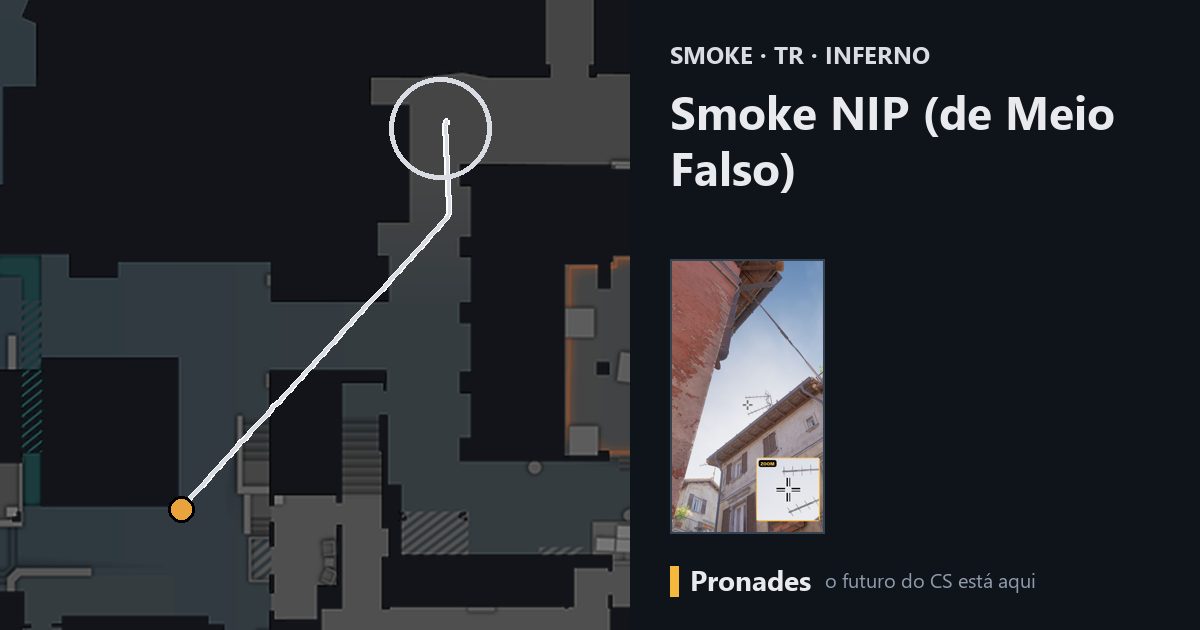 SMOKE · TR · INFERNO
Smoke NIP (de Meio
Falso)
ZOOM
Pronades o futuro do CS está aqui